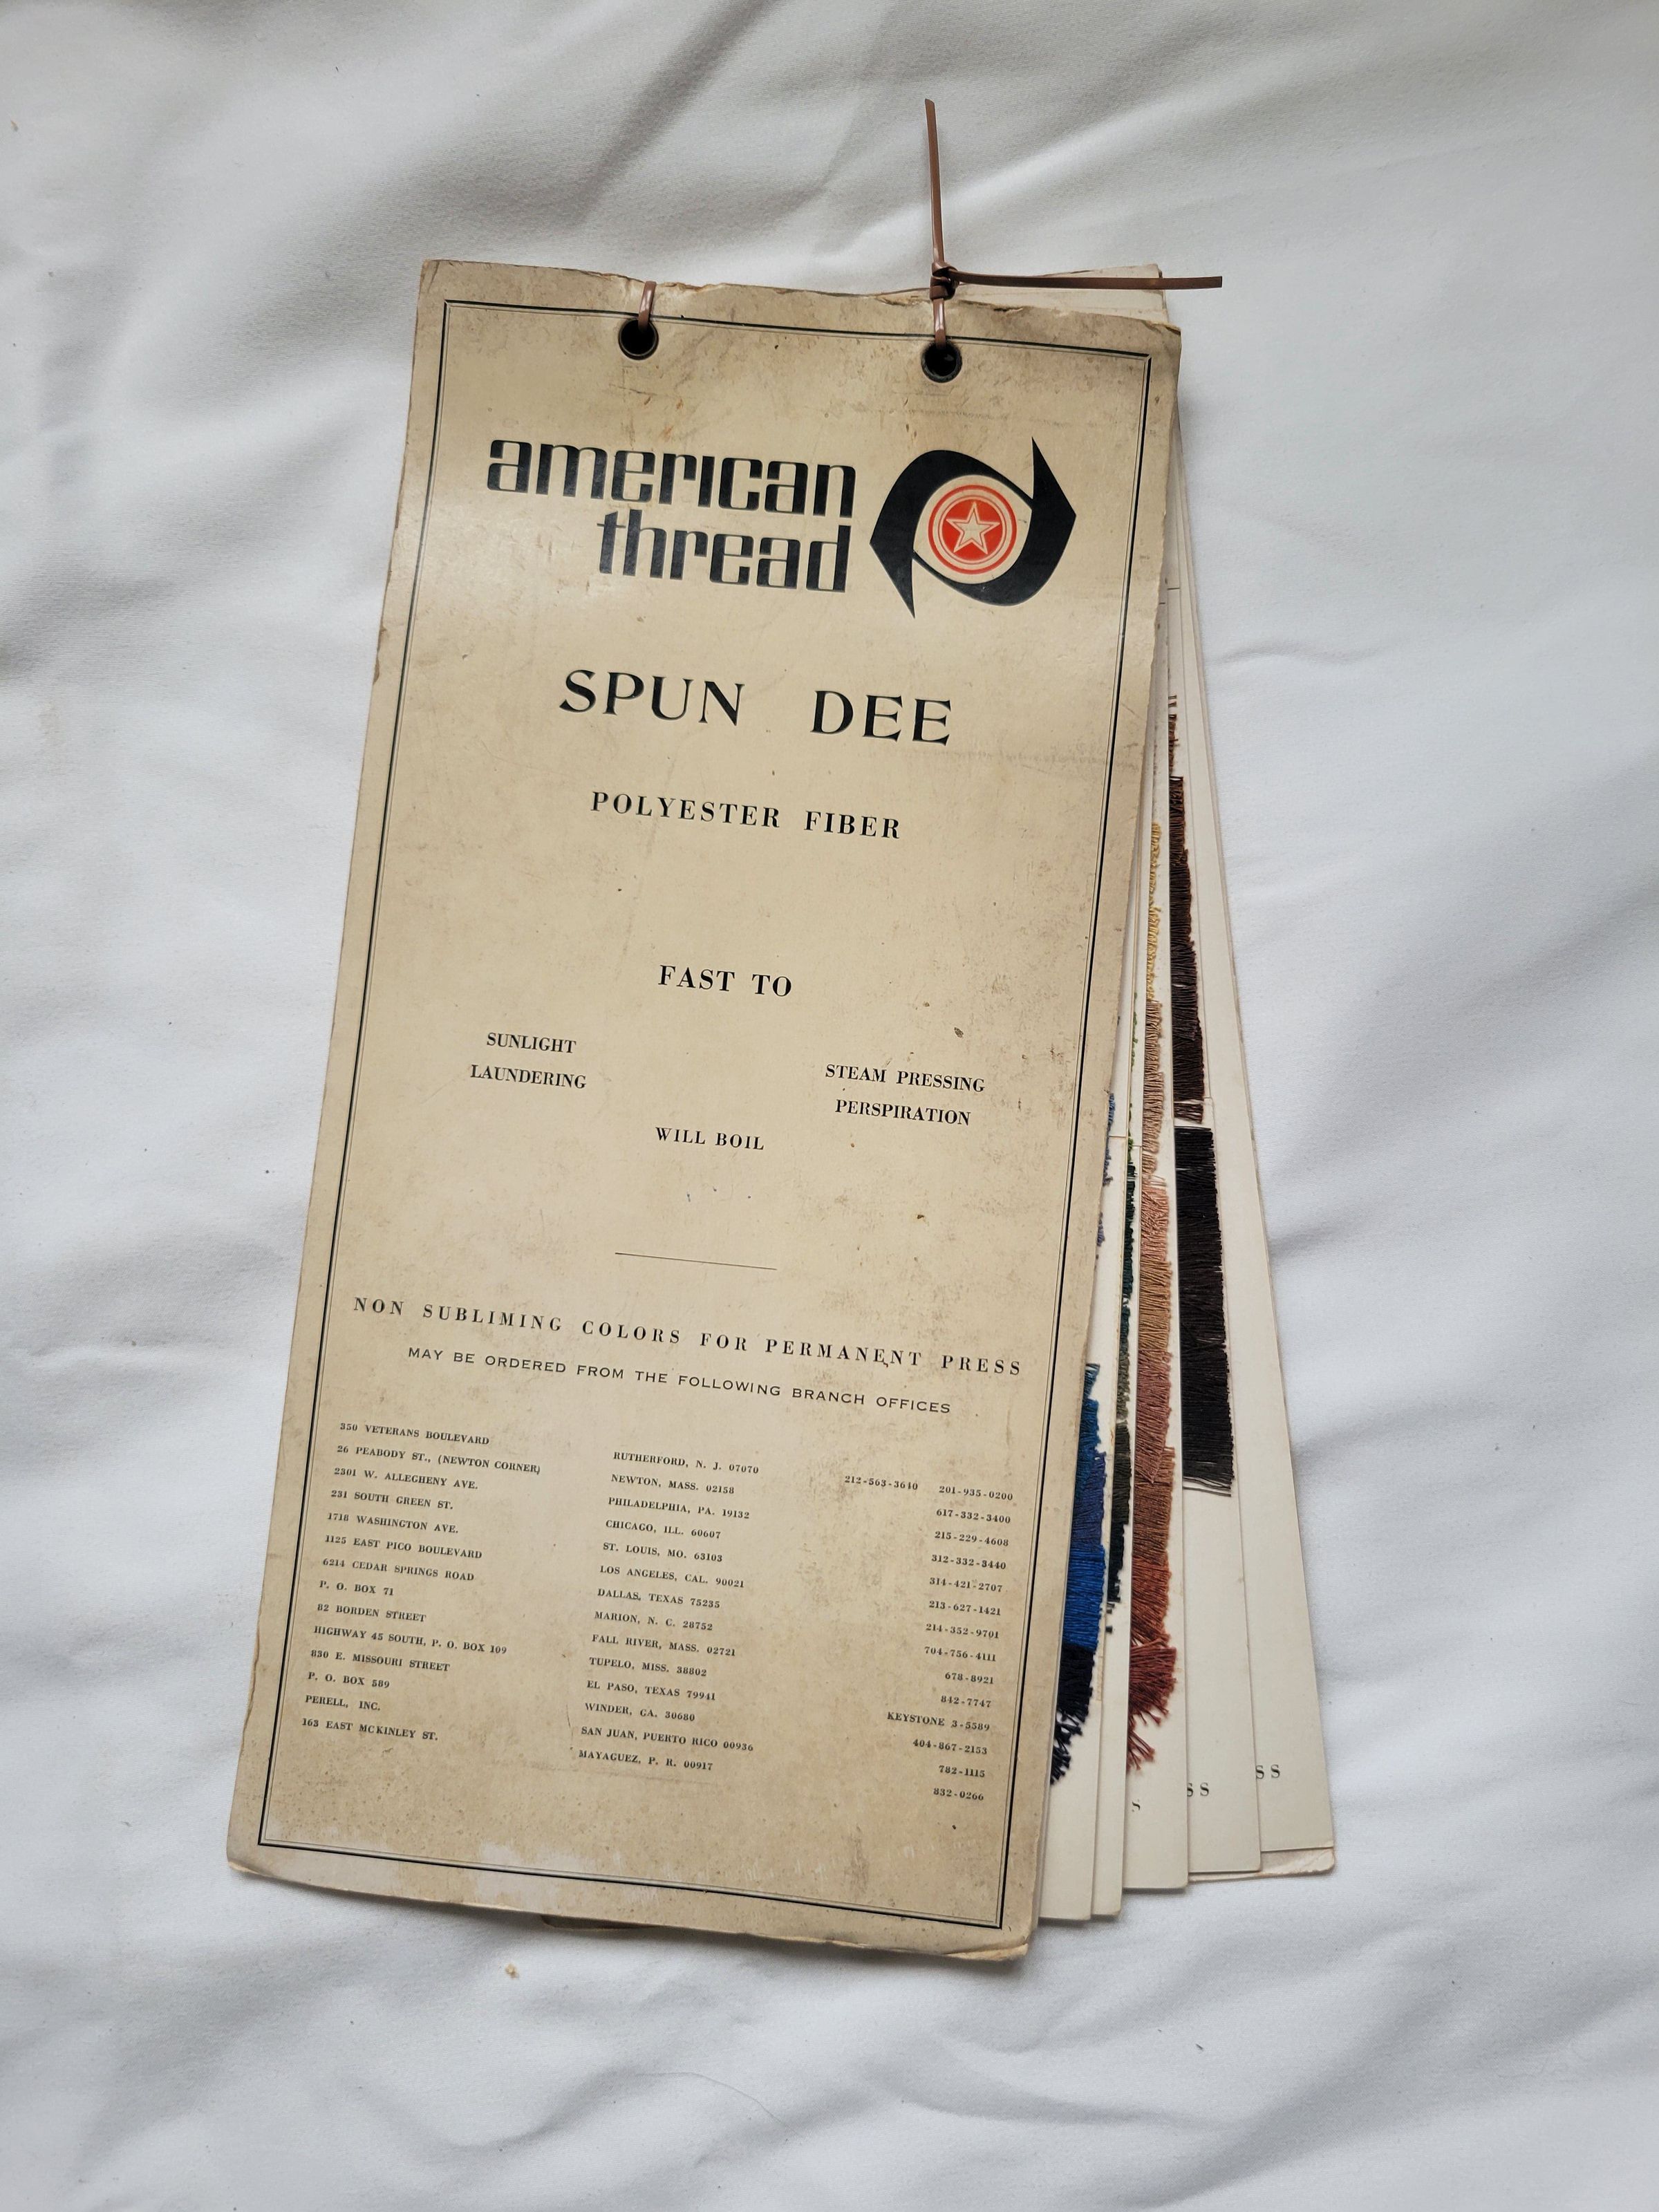 american
thread
SPUN DEE
POLYESTER FIBER
FAST TO
SUNLIGHT
LAUNDERING
STEAM PRESSING
PERSPIRATION
WILL BOIL
NON SUBLIMING COLORS FOR PERMANENT PRESS
MAY BE ORDERED FROM THE FOLLOWING BRANCH OFFICES
350 VETERANS BOULEVARD RUTHERFORD, N. J. 07070 212-563-3640 201-935-0200
26 PEABODY ST., (NEWTON CORNER) NEWTON, MASS. 02158 617-332-3400
2301 W. ALLEGHENY AVE. PHILADELPHIA, PA. 19132 215-229-4608
231 SOUTH GREEN ST. CHICAGO, ILL. 60607 312-332-3440
1718 WASHINGTON AVE. ST. LOUIS, MO. 63103 314-421-2707
1125 EAST PICO BOULEVARD LOS ANGELES, CAL. 90021 213-627-1421
6214 CEDAR SPRINGS ROAD DALLAS, TEXAS 75235 214-352-9701
P. O. BOX 71 MARION, N. C. 28752 704-756-4111
82 BORDEN STREET FALL RIVER, MASS. 02721 678-8921
HIGHWAY 45 SOUTH, P. O. BOX 109 TUPELO, MISS. 38802 842-7747
830 E. MISSOURI STREET EL PASO, TEXAS 79941 KEYSTONE 3-5589
P. O. BOX 589 WINDER, GA. 30680 404-867-2153
PERELL, INC. SAN JUAN, PUERTO RICO 00936 782-1115
163 EAST MCKINLEY ST. MAYAGUEZ, P. R. 00917 832-0266
S
SS
SS